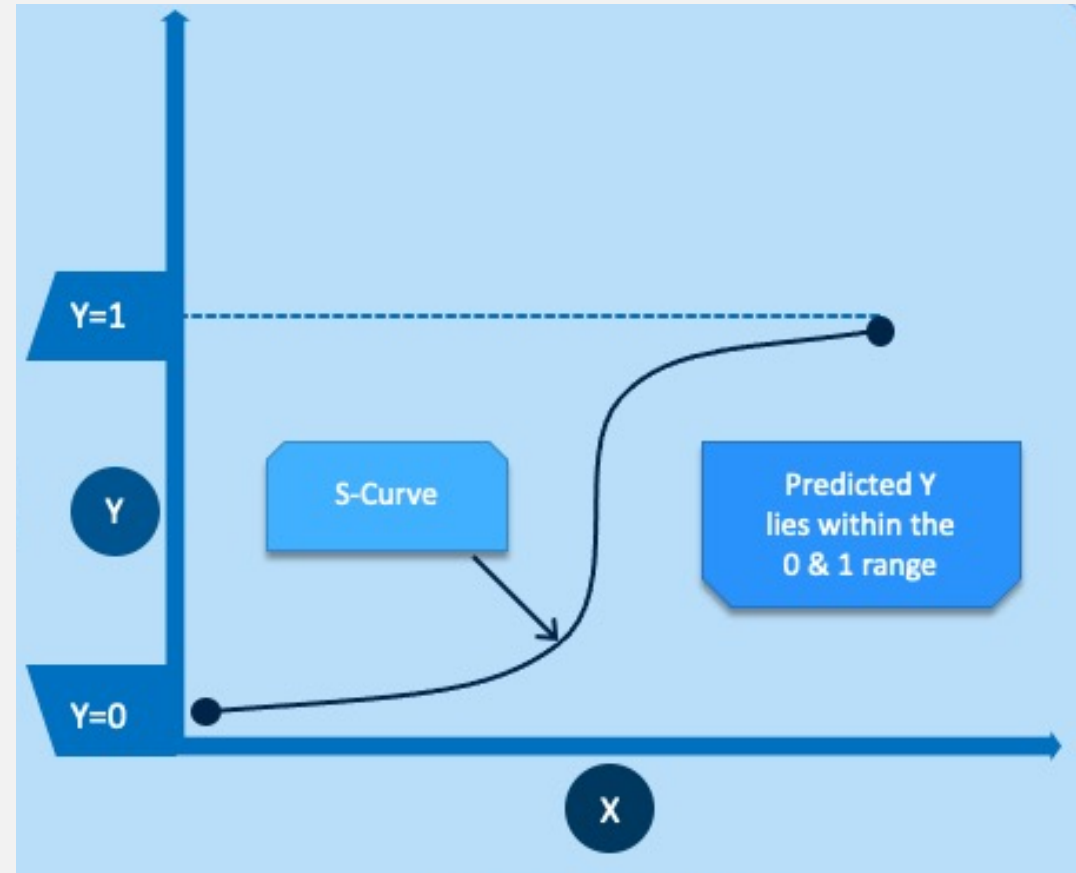 Y=1
S-Curve
Predicted Y
lies within the
0 & 1 range
Y
Y=0
X